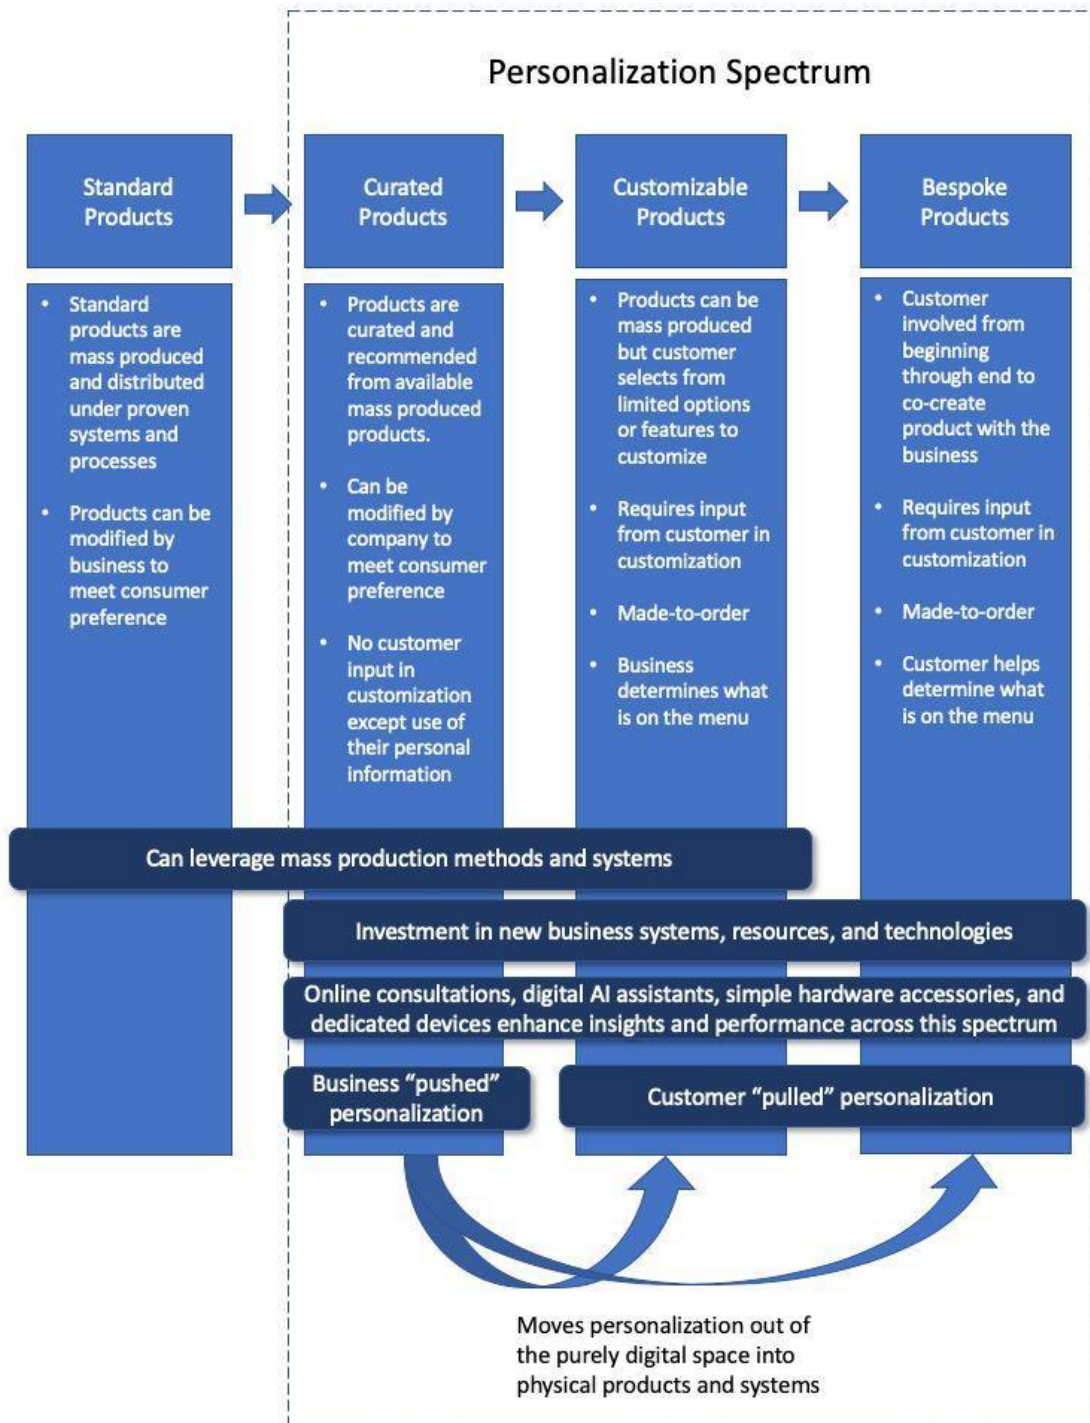 Personalization Spectrum
Standard
Products
Curated
Products
Customizable
Products
Bespoke
Products
• Standard
products are
mass produced
and distributed
under proven
systems and
processes
• Products can be
modified by
business to
meet consumer
preference
• Products are
curated and
recommended
from available
mass produced
products.
• Can be
modified by
company to
meet consumer
preference
• No customer
input in
customization
except use of
their personal
information
• Products can be
mass produced
but customer
selects from
limited options
or features to
customize
• Requires input
from customer in
customization
• Made-to-order
• Business
determines what
is on the menu
• Customer
involved from
beginning
through end to
co-create
product with the
business
• Requires input
from customer in
customization
• Made-to-order
• Customer helps
determine what
is on the menu
Can leverage mass production methods and systems
Investment in new business systems, resources, and technologies
Online consultations, digital AI assistants, simple hardware accessories, and
dedicated devices enhance insights and performance across this spectrum
Business “pushed”
personalization
Customer “pulled” personalization
Moves personalization out of
the purely digital space into
physical products and systems